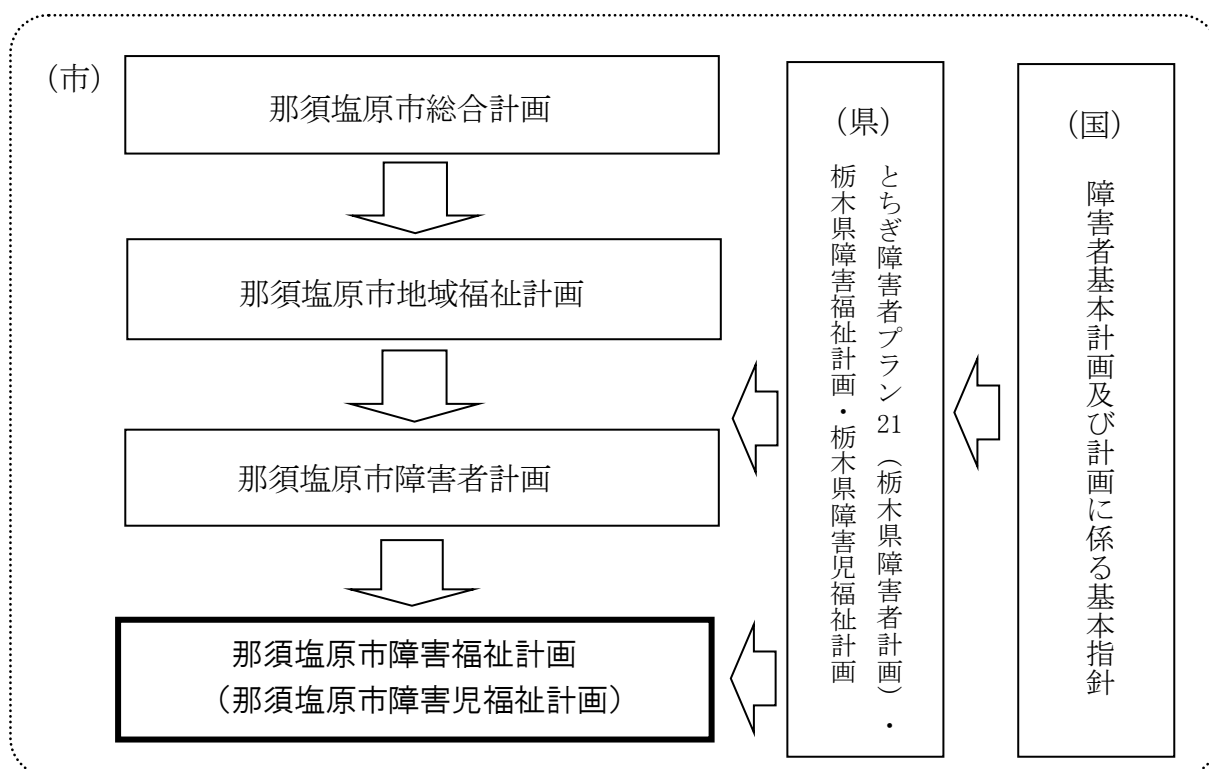 (市)
那須塩原市総合計画
那須塩原市地域福祉計画
那須塩原市障害者計画
那須塩原市障害福祉計画
（那須塩原市障害児福祉計画）
（県）
とちぎ障害者プラン21（栃木県障害者計画）・
栃木県障害福祉計画・栃木県障害児福祉計画
（国）
障害者基本計画及び計画に係る基本指針